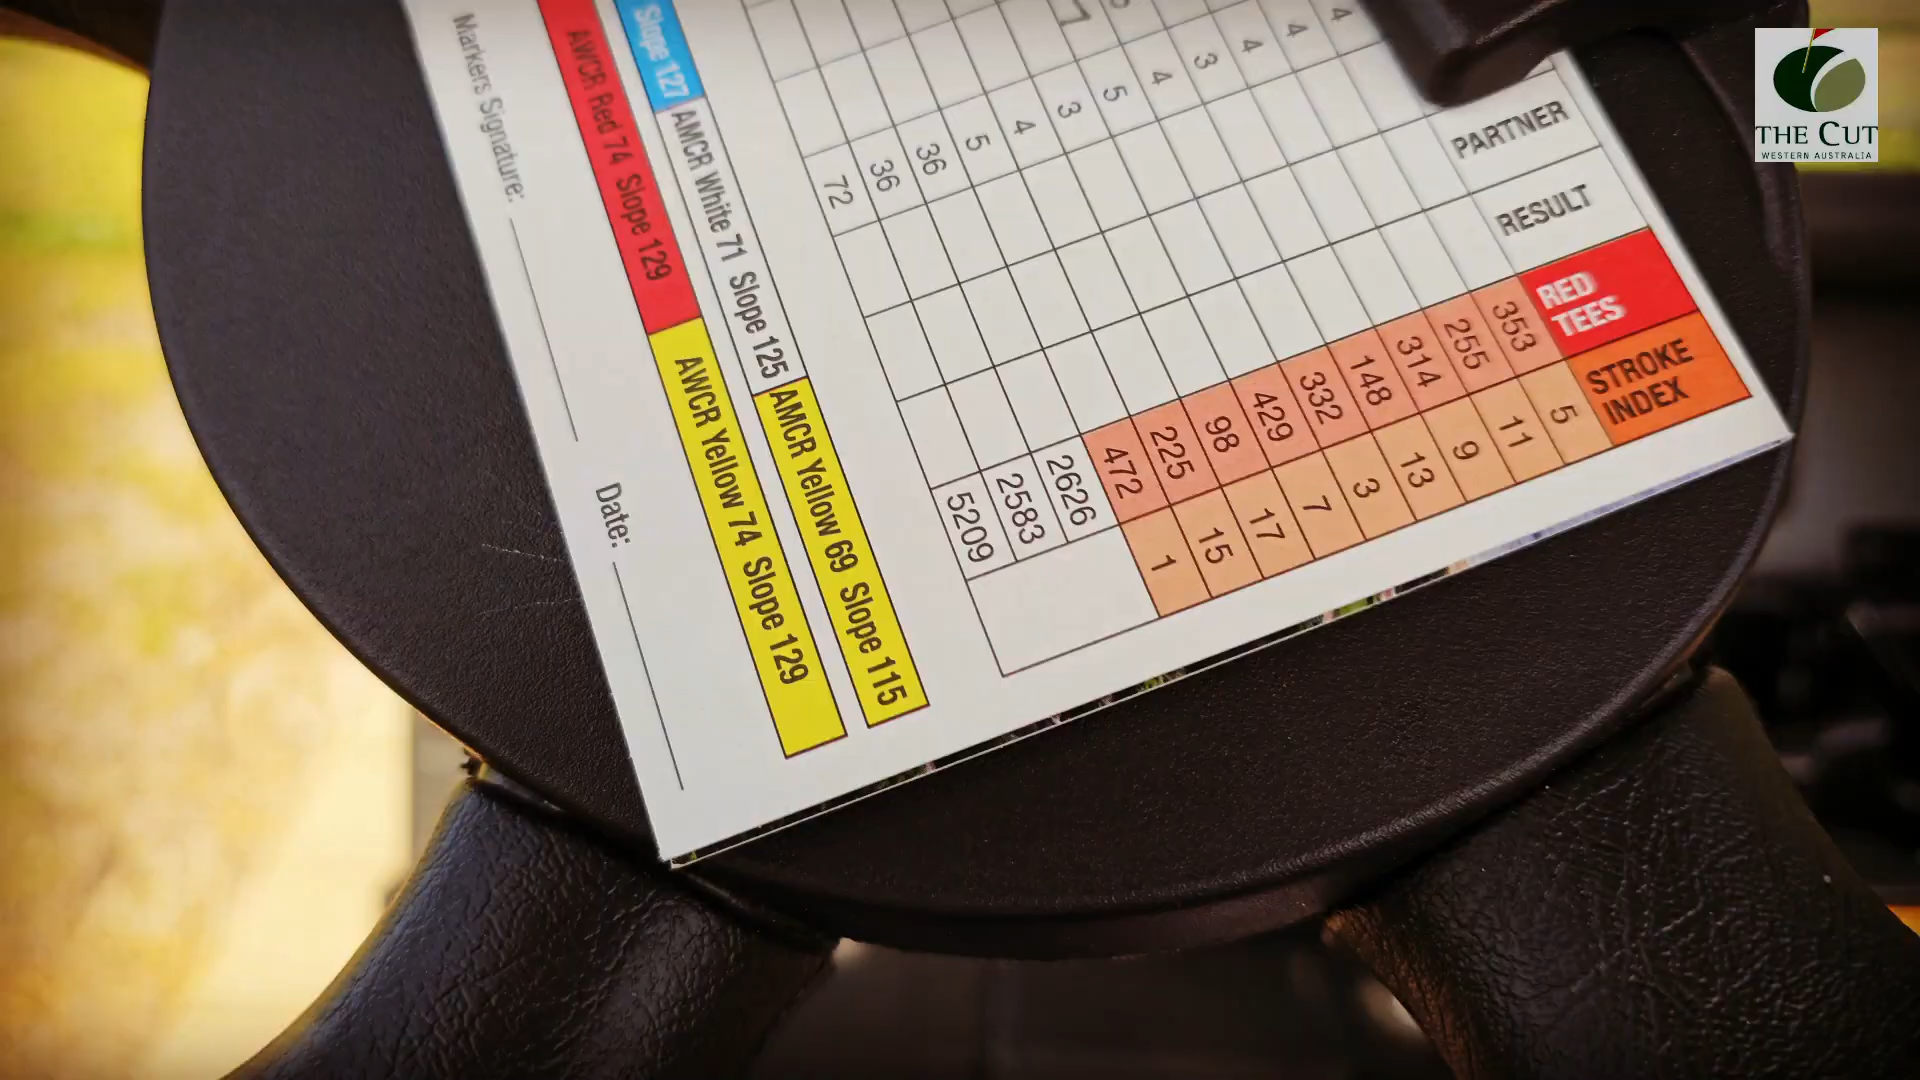 THE CUT
WESTERN AUSTRALIA
Markers Signature:
Date:
AWCR Red 74 Slope 129
AWCR Yellow 74 Slope 129
Slope 127
AMCR White 71 Slope 125
AMCR Yellow 69 Slope 115
72
36
36
5
4
3
5
4
3
4
4
4
PARTNER
RESULT
5209
2583
2626
472
225
98
429
332
148
314
255
353
RED
TEES
1
15
17
7
3
13
9
11
5
STROKE
INDEX